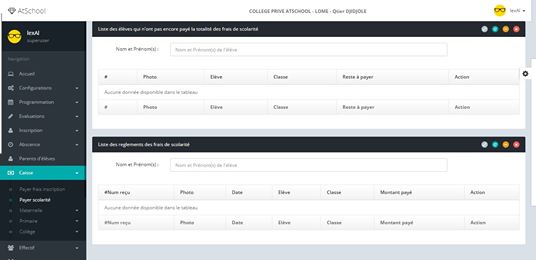 AtSchool
COLLEGE PRIVE ATSCHOOL - LOME - Qtier DJIDJOLE
lexAl
lexAl
superuser
Navigation
Accueil
Configurations
Programmation
Evaluations
Inscription
Abscence
Parents d'élèves
Caisse
Payer frais inscription
Payer scolarité
Maternelle
Primaire
Collège
Effectif
Liste des élèves qui n'ont pas encore payé la totalité des frais de scolarité
Nom et Prénom(s) :
Nom et Prénom(s) de l'élève
# Photo Elève Classe Reste à payer Action
Aucune donnée disponible dans le tableau
# Photo Elève Classe Reste à payer Action
Liste des reglements des frais de scolarité
Nom et Prénom(s) :
Nom et Prénom(s) de l'élève
#Num reçu Photo Date Elève Classe Montant payé Action
Aucune donnée disponible dans le tableau
#Num reçu Photo Date Elève Classe Montant payé Action